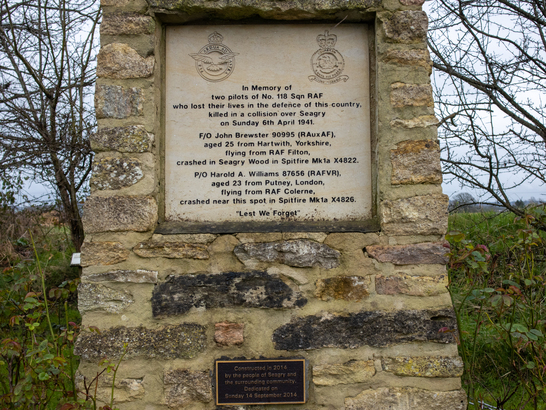 In Memory of
two pilots of No. 118 Sqn RAF
who lost their lives in the defence of this country,
killed in a collision over Seagry
on Sunday 6th April 1941.
F/O John Brewster 90995 (RAuxAF),
aged 25 from Hartwith, Yorkshire,
flying from RAF Filton,
crashed in Seagry Wood in Spitfire Mk1a X4822.
P/O Harold A. Williams 87656 (RAFVR),
aged 23 from Putney, London,
flying from RAF Colerne,
crashed near this spot in Spitfire Mk1a X4826.
"Lest We Forget"
Constructed in 2014
by the people of Seagry and
the surrounding community.
Dedicated on
Sunday 14 September 2014